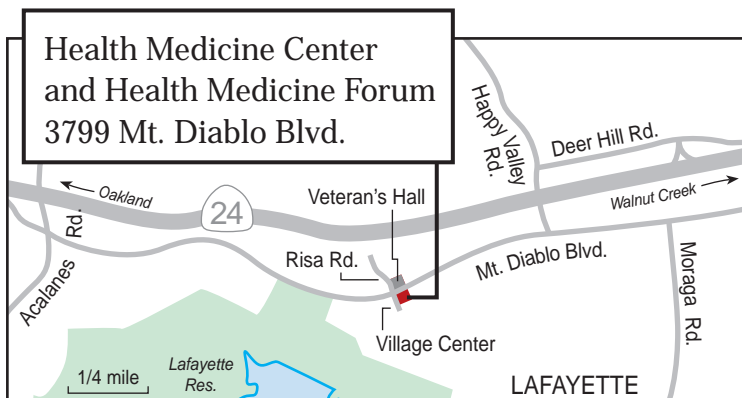 Health Medicine Center
and Health Medicine Forum
3799 Mt. Diablo Blvd.
Happy Valley
Rd.
Deer Hill Rd.
Oakland
24
Veteran's Hall
Walnut Creek
Acalanes Rd.
Risa Rd.
Mt. Diablo Blvd.
Moraga Rd.
Village Center
1/4 mile
Lafayette
Res.
LAFAYETTE